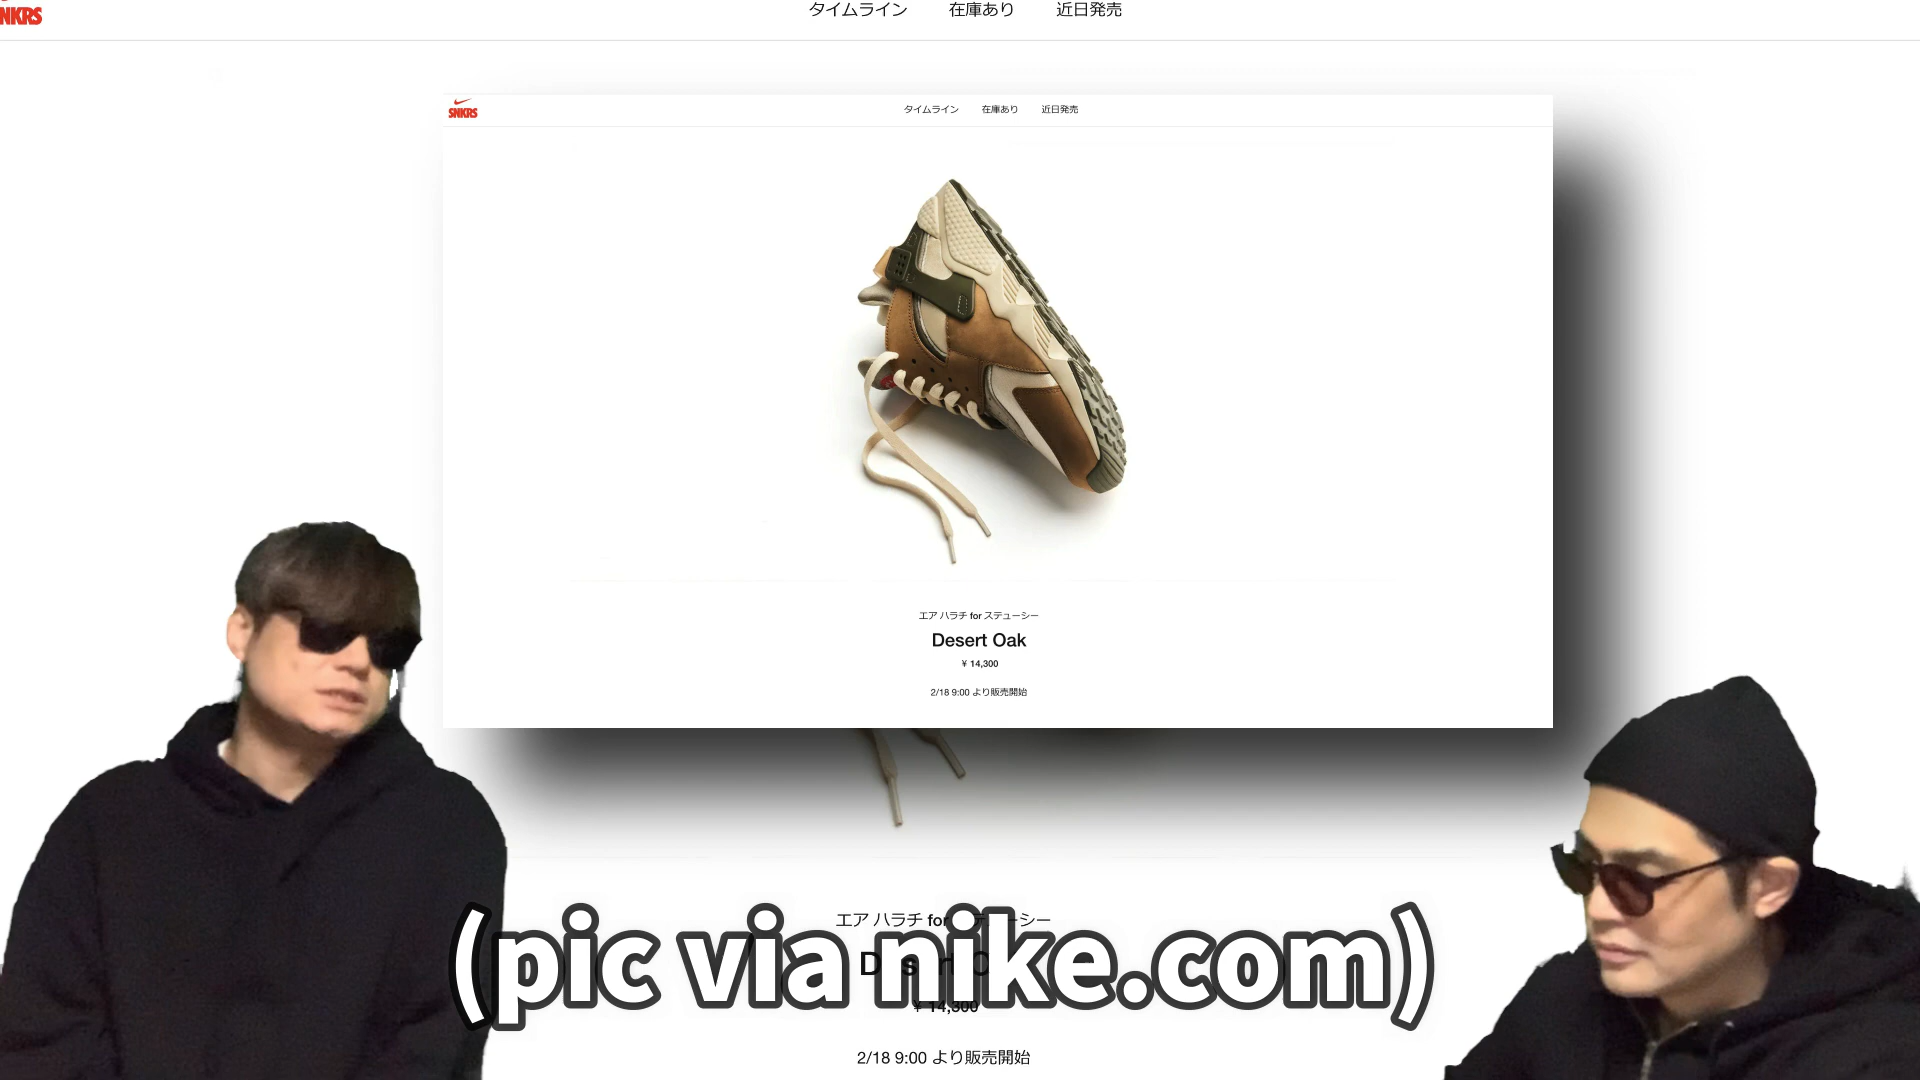 SNKRS
タイムライン 在庫あり 近日発売
SNKRS
タイムライン 在庫あり 近日発売
エア ハラチ for ステューシー
Desert Oak
¥ 14,300
2/18 9:00 より販売開始
エア ハラチ for
(pic via nike.com)
¥ 14,300
2/18 9:00 より販売開始